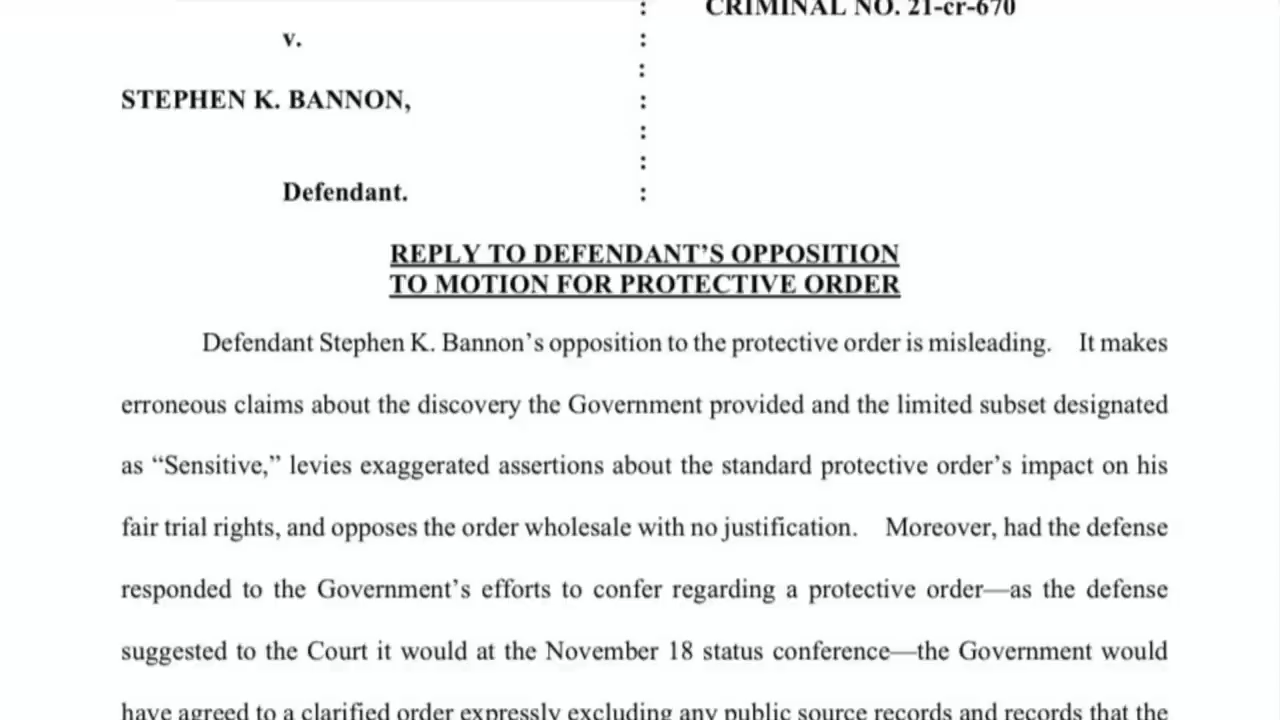 CRIMINAL NO. 21-cr-670
v.
STEPHEN K. BANNON,
Defendant.
REPLY TO DEFENDANT’S OPPOSITION
TO MOTION FOR PROTECTIVE ORDER
Defendant Stephen K. Bannon’s opposition to the protective order is misleading. It makes
erroneous claims about the discovery the Government provided and the limited subset designated
as “Sensitive,” levies exaggerated assertions about the standard protective order’s impact on his
fair trial rights, and opposes the order wholesale with no justification. Moreover, had the defense
responded to the Government’s efforts to confer regarding a protective order—as the defense
suggested to the Court it would at the November 18 status conference—the Government would
have agreed to a clarified order expressly excluding any public source records and records that the